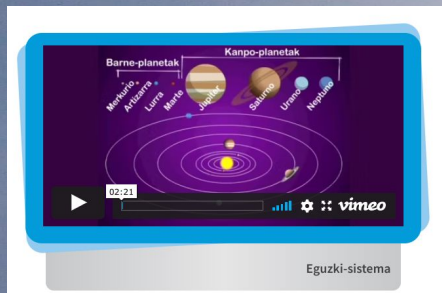 Kanpo-planetak
Barne-planetak
Merkurio
Artizarra
Lurra
Marte
Jupiter
Saturno
Urano
Neptuno
02:21
vimeo
Eguzki-sistema